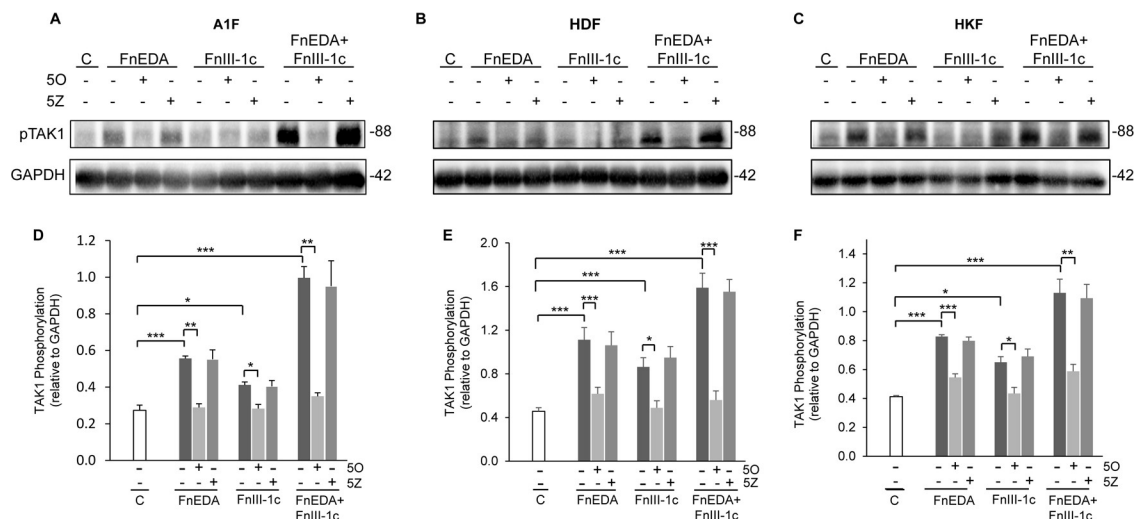 A A1F
C FnEDA FnIII-1c FnEDA+ FnIII-1c
5O - - + - - + - - + -
5Z - - - + - - + - - +
pTAK1 -88
GAPDH -42
B HDF
C FnEDA FnIII-1c FnEDA+ FnIII-1c
- - + - - + - - + -
- - - + - - + - - +
-88
-42
C HKF
C FnEDA FnIII-1c FnEDA+ FnIII-1c
- - + - - + - - + -
- - - + - - + - - +
-88
-42
D
TAK1 Phosphorylation
(relative to GAPDH)
1.2
1.0
0.8
0.6
0.4
0.2
0.0
*** ** 
*
*** ** *
- - + - - + - - + - 5O
- - - + - - + - - + 5Z
C FnEDA FnIII-1c FnEDA+
FnIII-1c
E
TAK1 Phosphorylation
(relative to GAPDH)
2.0
1.6
1.2
0.8
0.4
0.0
*** ***
***
*** *** *
- - + - - + - - + - 5O
- - - + - - + - - + 5Z
C FnEDA FnIII-1c FnEDA+
FnIII-1c
F
TAK1 Phosphorylation
(relative to GAPDH)
1.4
1.2
1.0
0.8
0.6
0.4
0.2
0.0
*** **
*
*** *** *
- - + - - + - - + - 5O
- - - + - - + - - + 5Z
C FnEDA FnIII-1c FnEDA+
FnIII-1c